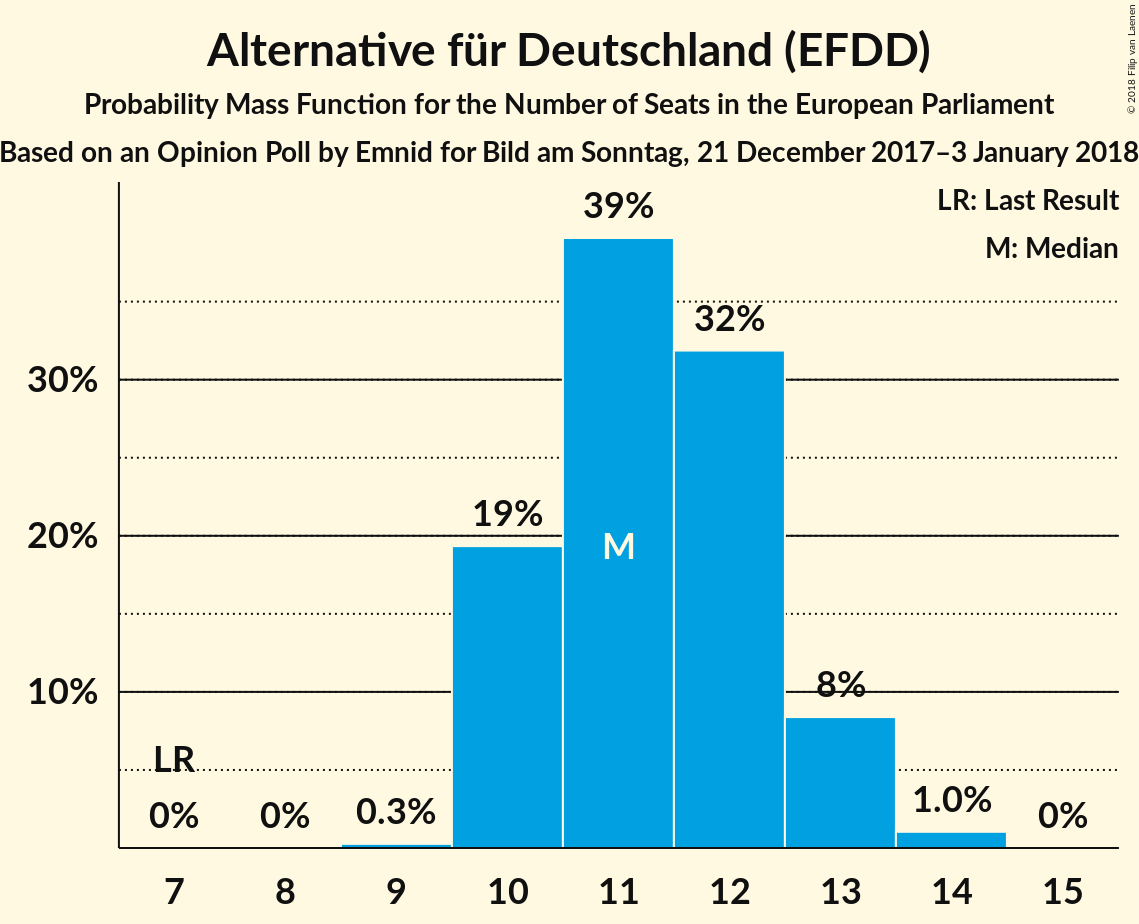 Alternative für Deutschland (EFDD)
Probability Mass Function for the Number of Seats in the European Parliament
Based on an Opinion Poll by Emnid for Bild am Sonntag, 21 December 2017–3 January 2018
© 2018 Filip van Laenen
LR: Last Result
M: Median
39%
32%
30%
19%
20%
M
8%
10%
LR
0%
0%
0.3%
1.0%
0%
7 8 9 10 11 12 13 14 15